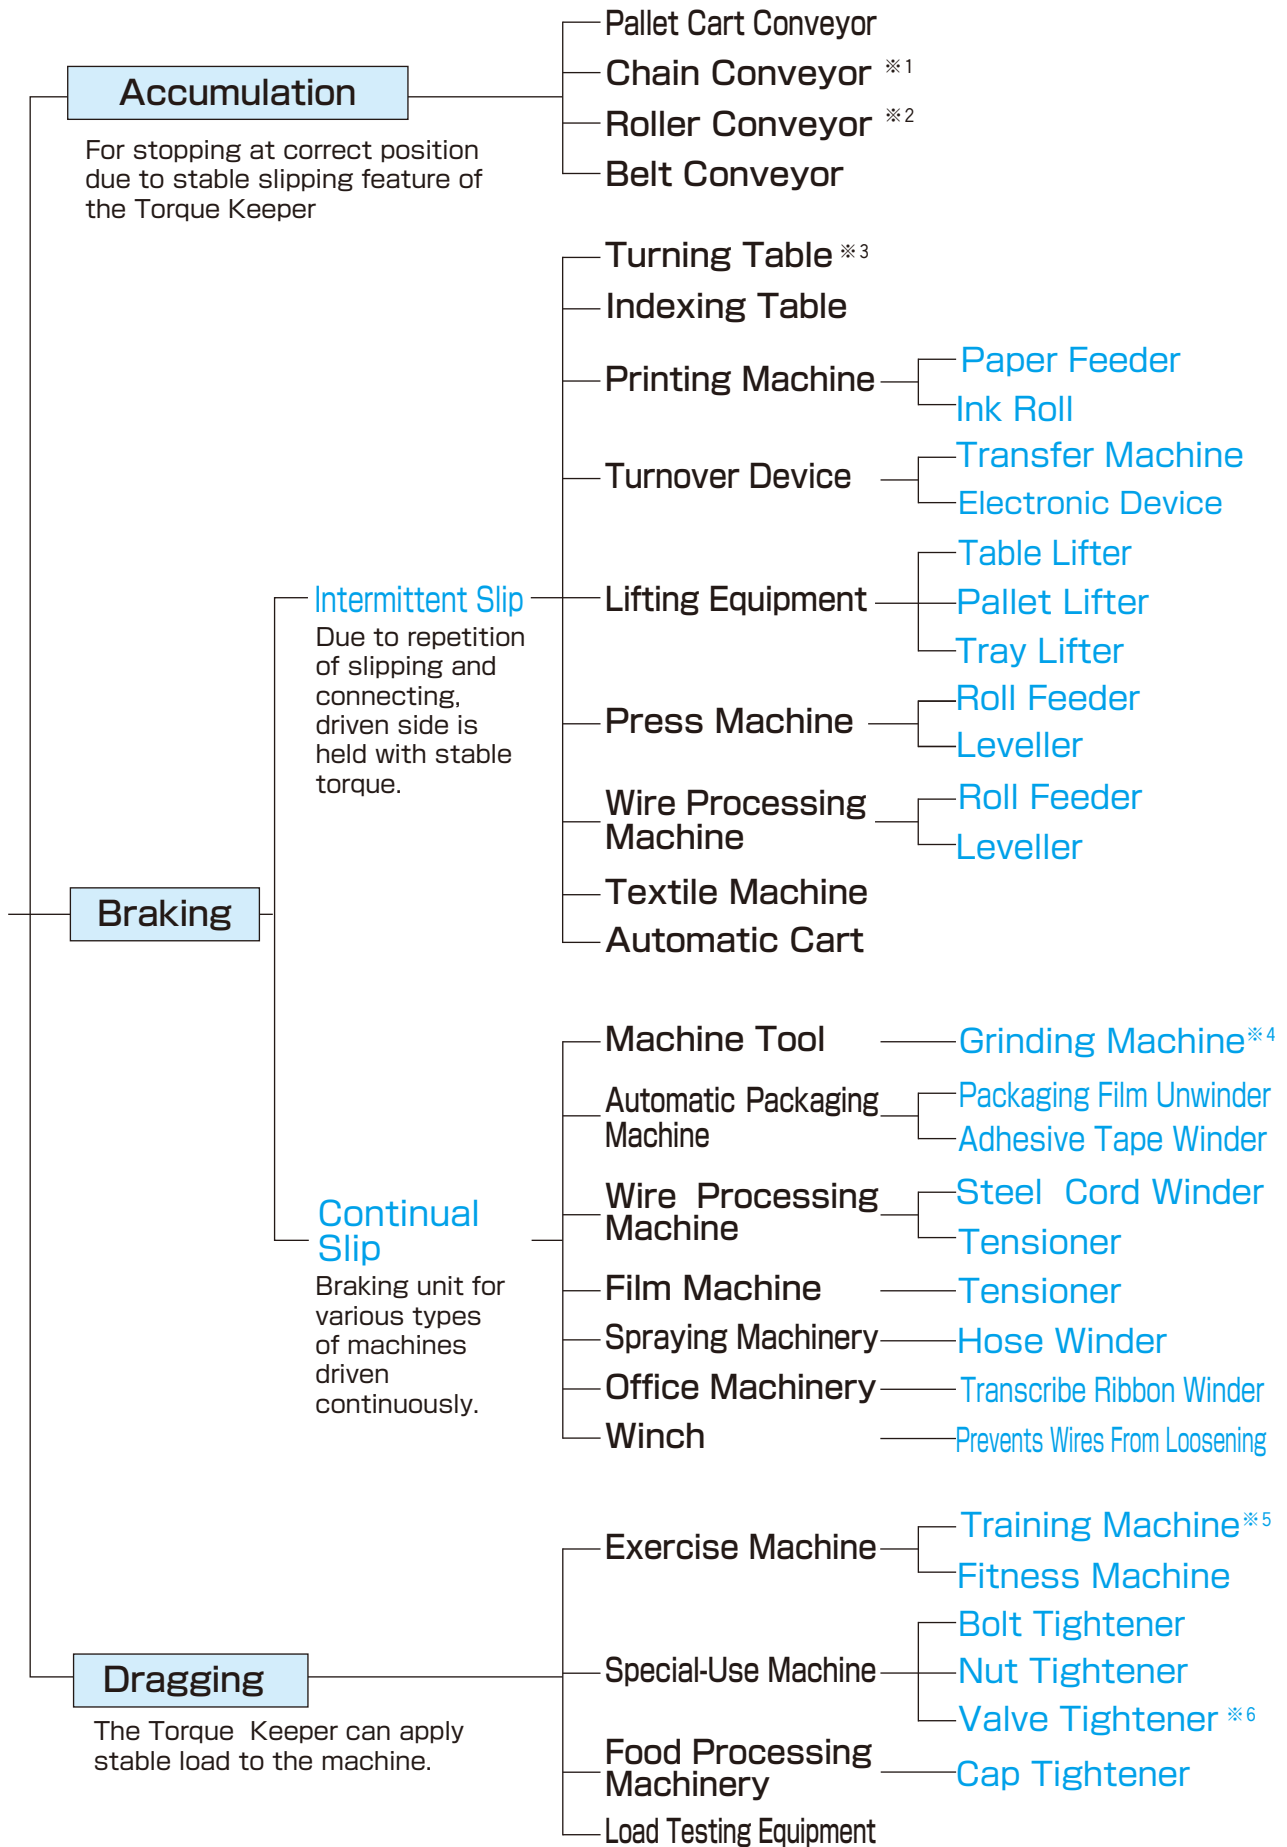 Accumulation
For stopping at correct position
due to stable slipping feature of
the Torque Keeper
Pallet Cart Conveyor
Chain Conveyor ※1
Roller Conveyor ※2
Belt Conveyor
Braking
Intermittent Slip
Due to repetition
of slipping and
connecting,
driven side is
held with stable
torque.
Turning Table ※3
Indexing Table
Printing Machine
Paper Feeder
Ink Roll
Turnover Device
Transfer Machine
Electronic Device
Lifting Equipment
Table Lifter
Pallet Lifter
Tray Lifter
Press Machine
Roll Feeder
Leveller
Wire Processing
Machine
Roll Feeder
Leveller
Textile Machine
Automatic Cart
Continual
Slip
Braking unit for
various types
of machines
driven
continuously.
Machine Tool
Grinding Machine※4
Automatic Packaging
Machine
Packaging Film Unwinder
Adhesive Tape Winder
Wire Processing
Machine
Steel Cord Winder
Tensioner
Film Machine
Tensioner
Spraying Machinery
Hose Winder
Office Machinery
Transcribe Ribbon Winder
Winch
Prevents Wires From Loosening
Dragging
The Torque Keeper can apply
stable load to the machine.
Exercise Machine
Training Machine※5
Fitness Machine
Special-Use Machine
Bolt Tightener
Nut Tightener
Valve Tightener ※6
Food Processing
Machinery
Cap Tightener
Load Testing Equipment